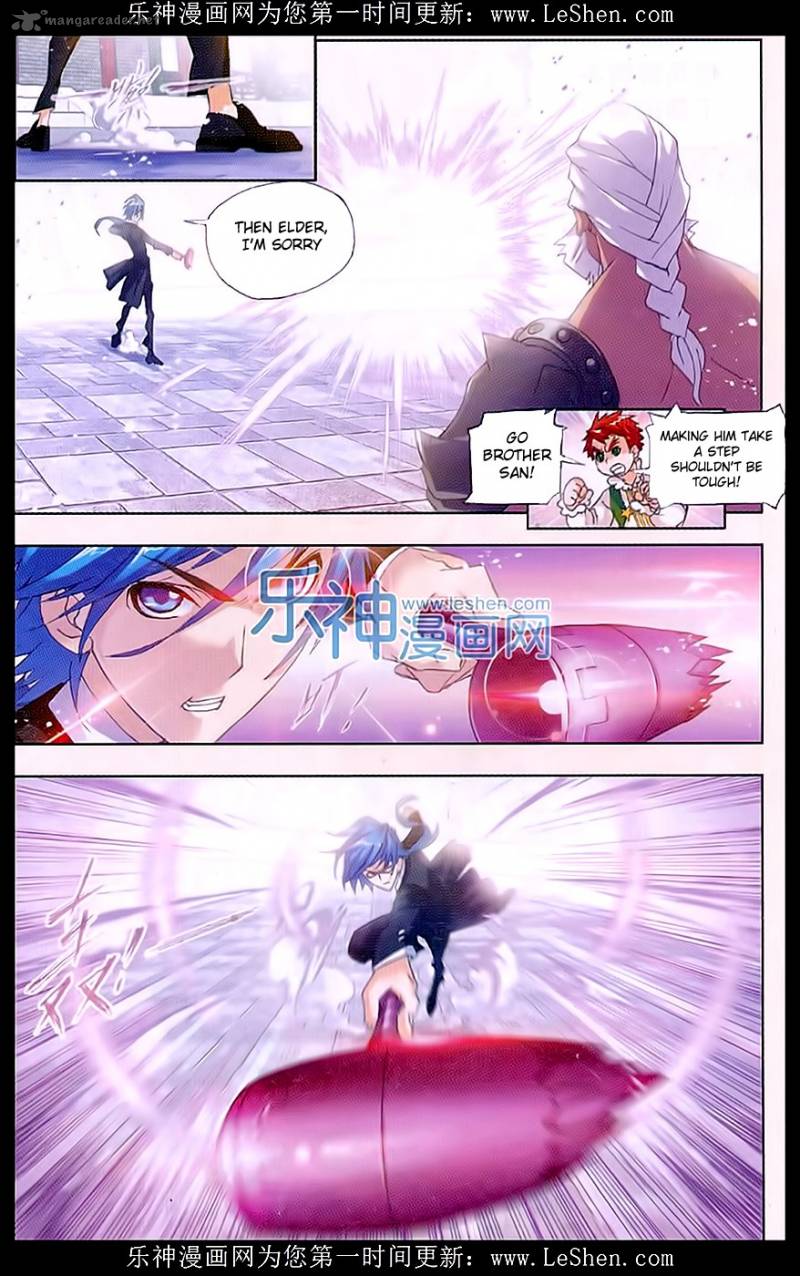 乐神漫画网为您第一时间更新：www.LeShen.com
mangareader.net
THEN ELDER,
I'M SORRY
GO
BROTHER
SAN!
MAKING HIM TAKE
A STEP
SHOULDN'T BE
TOUGH!
乐神漫画网
www.leshen.com
乐神漫画网为您第一时间更新：www.LeShen.com